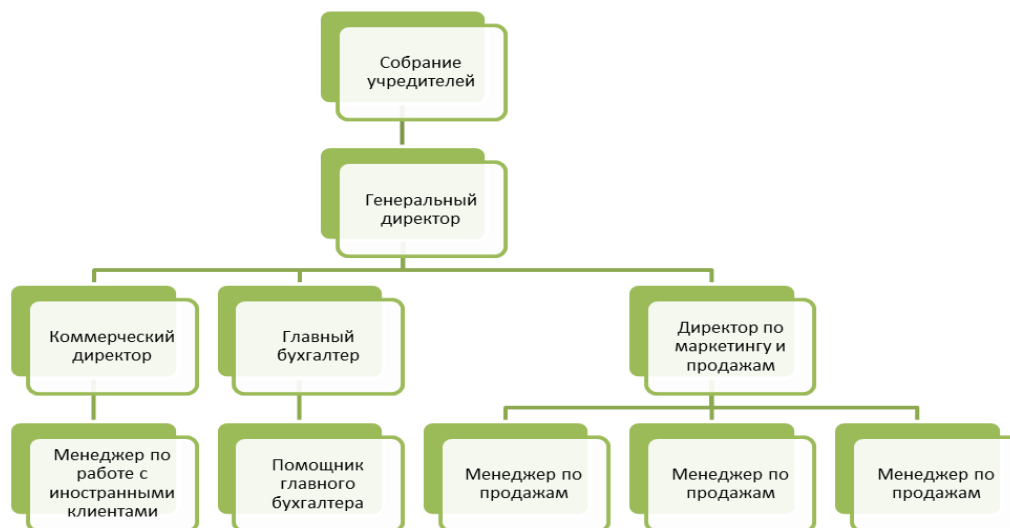 Собрание
учредителей
Генеральный
директор
Коммерческий
директор
Главный
бухгалтер
Директор по
маркетингу и
продажам
Менеджер по
работе с
иностранными
клиентами
Помощник
главного
бухгалтера
Менеджер по
продажам
Менеджер по
продажам
Менеджер по
продажам